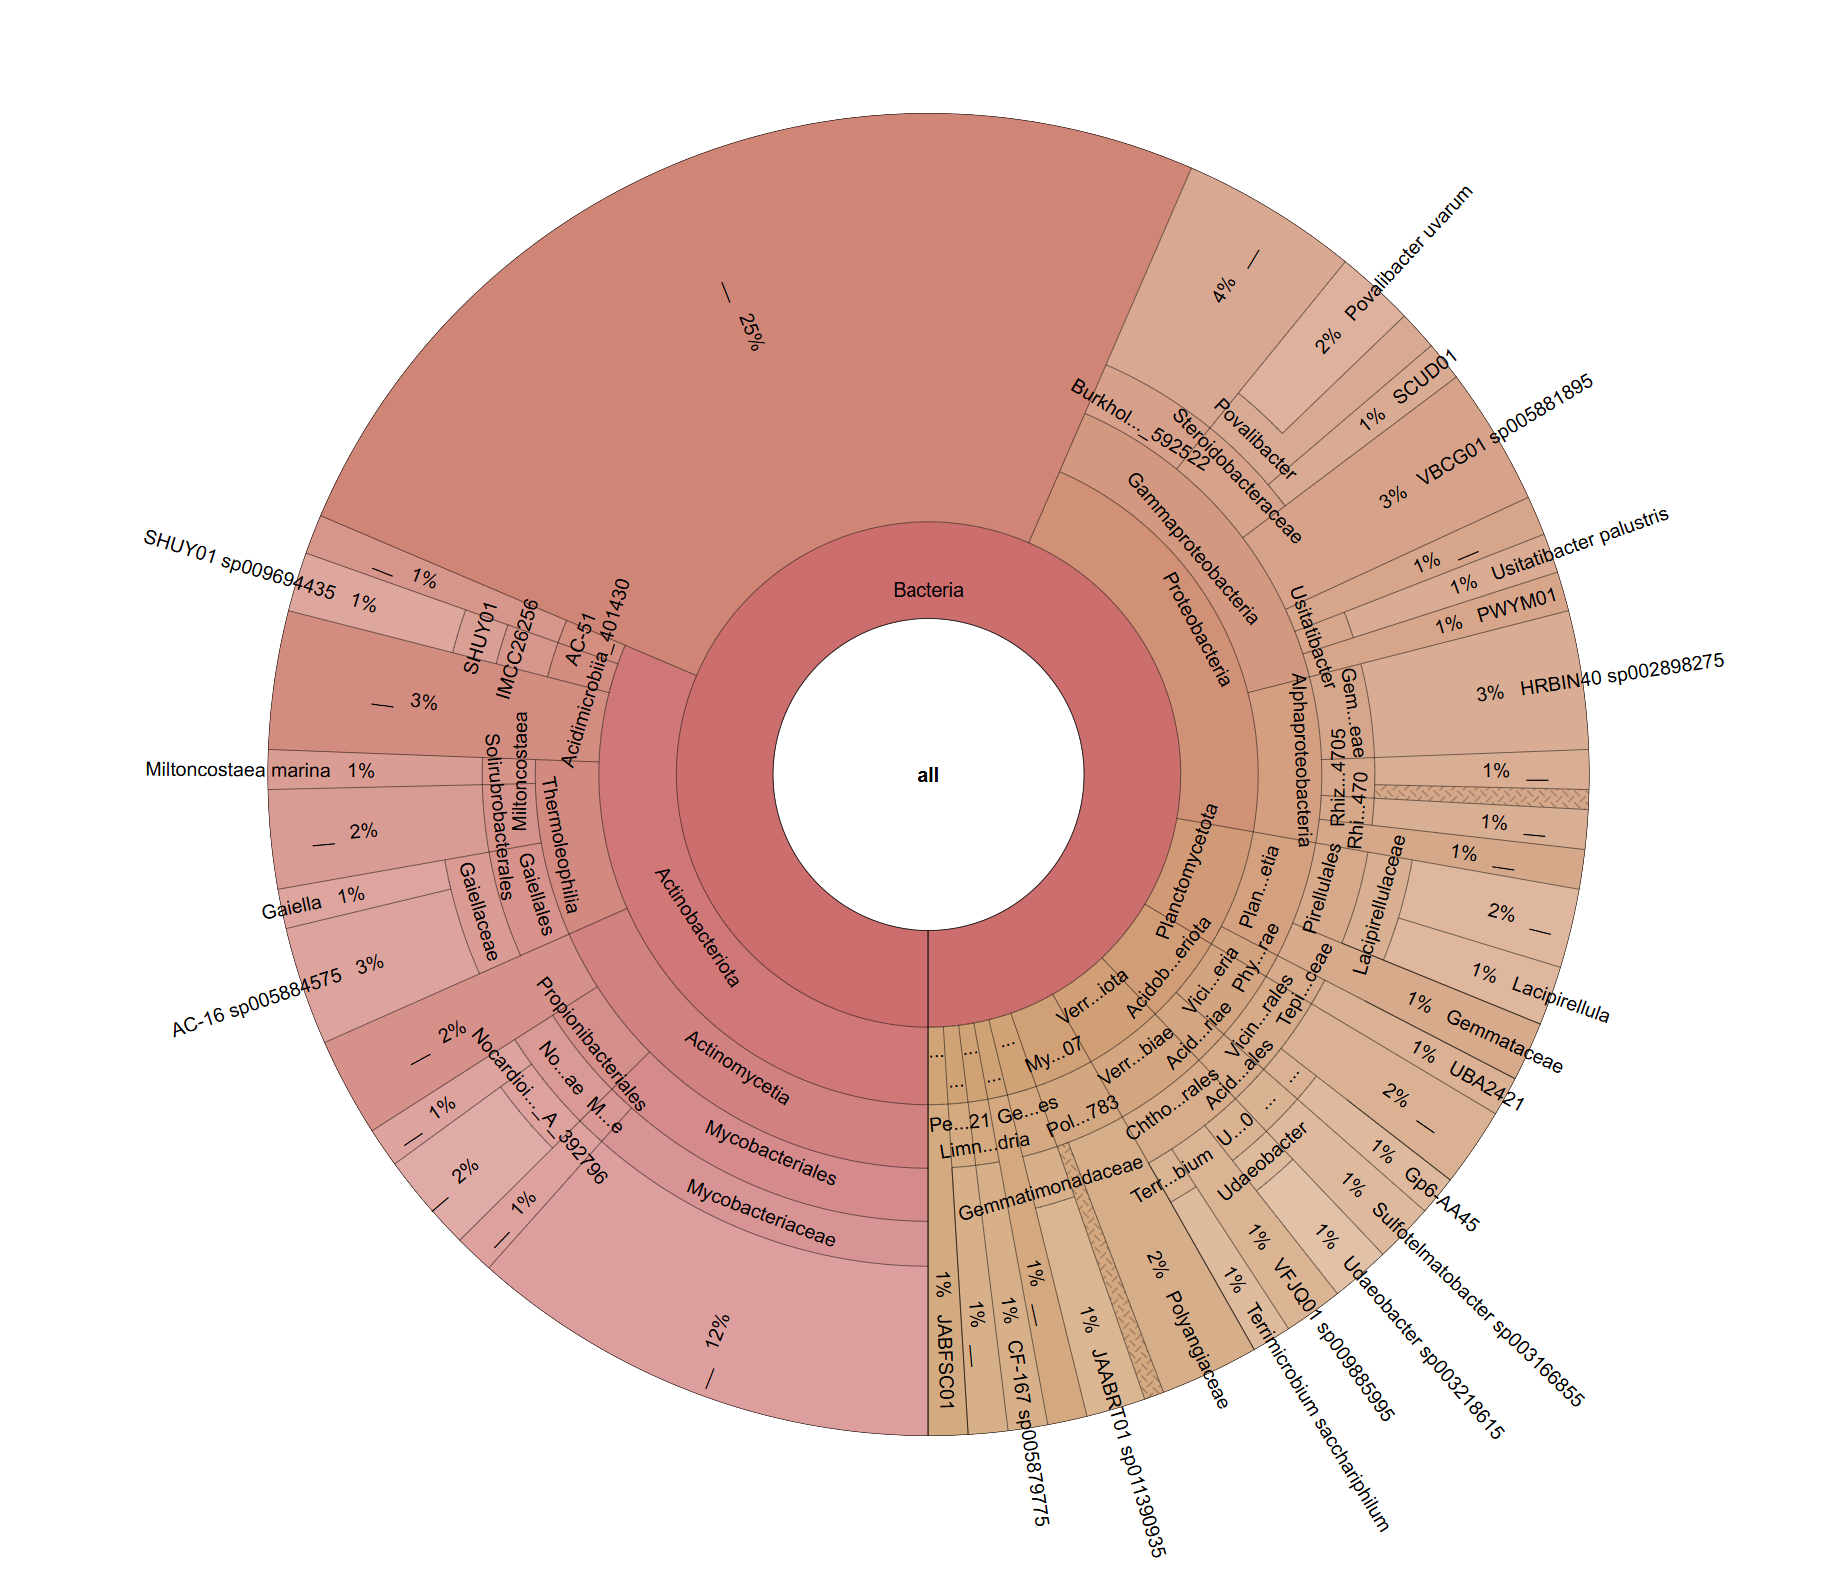 all
Bacteria
— 25%
4% —
2% Povalibacter uvarum
Povalibacter
1% SCUD01
Steroidobacteraceae
Burkhol..._592522
3% VBCG01 sp005881895
Gammaproteobacteria
Proteobacteria
1% —
1% Usitatibacter palustris
Usitatibacter
1% PWYM01
3% HRBIN40 sp002898275
Gem...eae
Alphaproteobacteria
Rhiz...4705
Rhi...470
1% —
1% —
1% —
2% —
1% Lacipirellula
Lacipirellulaceae
Pirellulales
Plan...etia
Planctomycetota
1% Gemmataceae
Phy...rae
Tepi...ceae
1% UBA2421
2% —
Vicin...rales
Vici...eria
Acidob...eriota
1% Gp6-AA45
...
...
1% Sulfotelmatobacter sp003166855
Acid...ales
Acid...riae
1% Udaeobacter sp003218615
Udaeobacter
U...0
1% VFJQ01 sp009885995
1% Terrimicrobium sacchariphilum
Terr...bium
Chtho...rales
Verr...biae
Verr...iota
2% Polyangiaceae
Pol...783
My...07
1% JAABRT01 sp011390935
1% —
1% CF-167 sp005879775
1% —
Gemmatimonadaceae
Ge...es
Limn...dria
Pe...21
1% JABFSC01
...
...
...
...
...
12% —
Mycobacteriaceae
Mycobacteriales
Actinomycetia
Actinobacteriota
— 1%
M...e
— 2%
— 1%
No...ae
Nocardioi..._A_392796
Propionibacteriales
— 2%
AC-16 sp005884575 3%
Gaiella 1%
Gaiellaceae
Gaiellales
— 2%
Solirubrobacterales
Thermoleophilia
Miltoncostaea marina 1%
Miltoncostaea
— 3%
SHUY01 sp009694435 1%
SHUY01
IMCC26256
AC-51
Acidimicrobiia_401430
— 1%